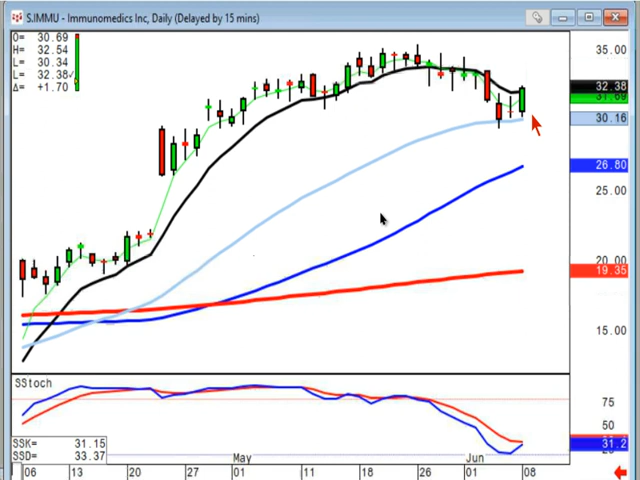 S.IMMU - Immunomedics Inc, Daily (Delayed by 15 mins)
O= 30.69
H= 32.54
L= 30.34
L= 32.38
Δ= +1.70
35.00
32.38
30.16
26.80
25.00
20.00
19.35
15.00
SStoch
75
50
31.2
SSK= 31.15
SSD= 33.37
May Jun
06 13 20 27 01 11 18 26 01 08